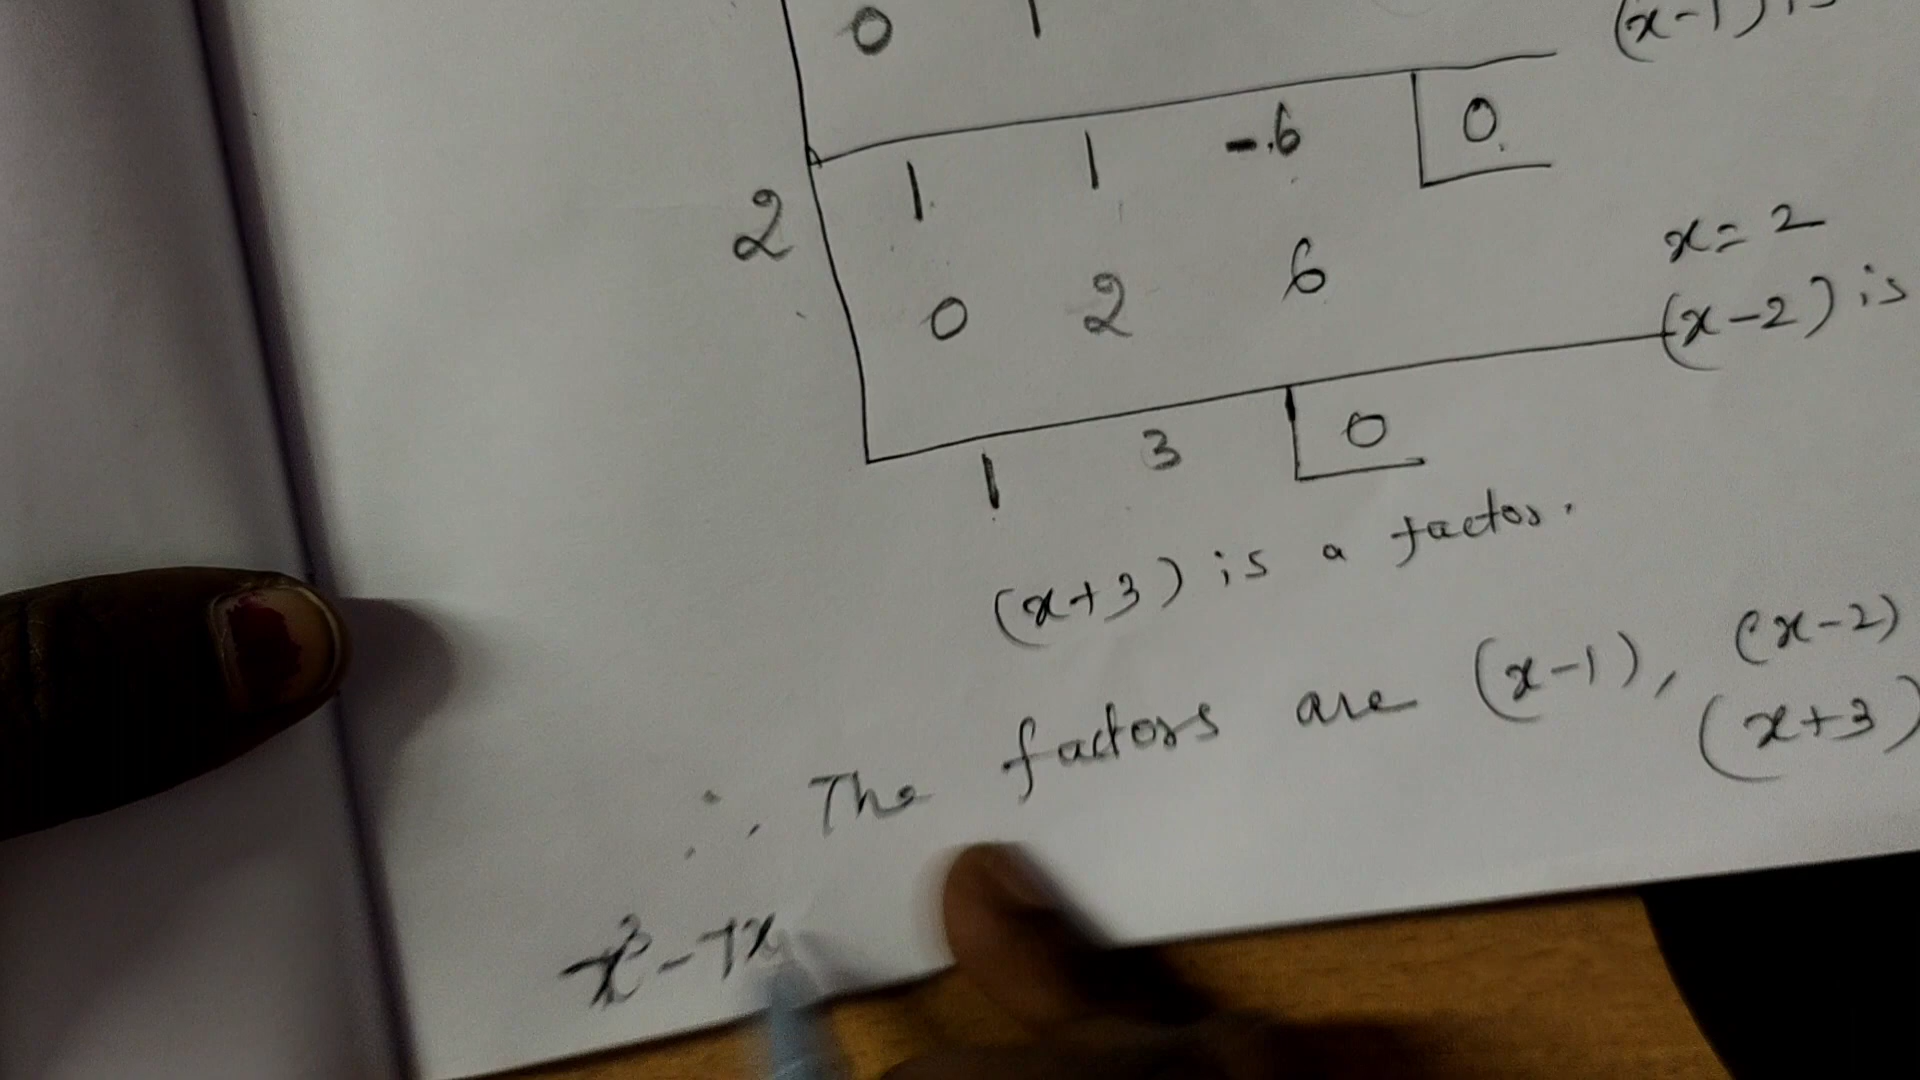 0 1
(x-1) is
1 1 -6 0
2
x = 2
0 2 6
(x-2) is
1 3 0
(x+3) is a factor.
∴ The factors are (x-1), (x-2)
(x+3)
x³-7x